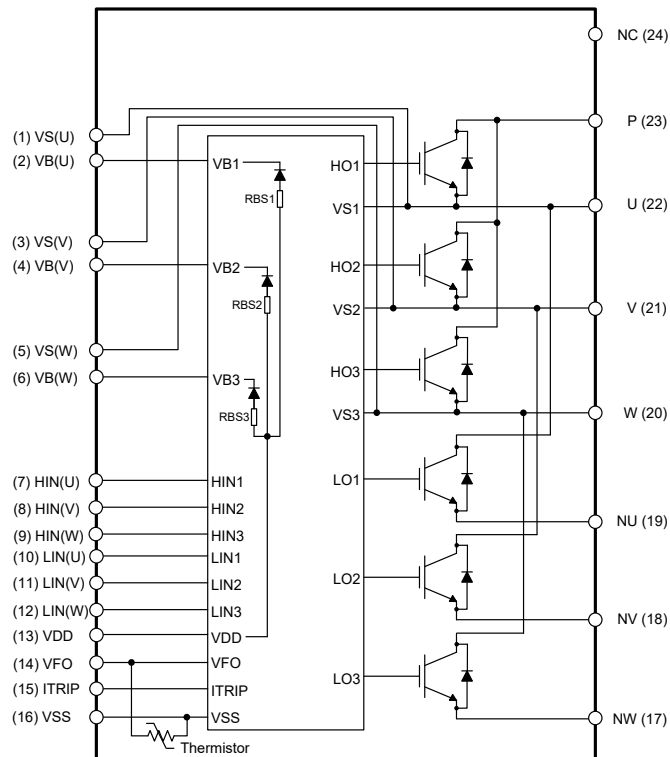 NC (24)
(1) VS(U)
(2) VB(U)
(3) VS(V)
(4) VB(V)
(5) VS(W)
(6) VB(W)
(7) HIN(U)
(8) HIN(V)
(9) HIN(W)
(10) LIN(U)
(11) LIN(V)
(12) LIN(W)
(13) VDD
(14) VFO
(15) ITRIP
(16) VSS
VB1
RBS1
VB2
RBS2
VB3
RBS3
HIN1
HIN2
HIN3
LIN1
LIN2
LIN3
VDD
VFO
ITRIP
VSS
Thermistor
HO1
VS1
HO2
VS2
HO3
VS3
LO1
LO2
LO3
P (23)
U (22)
V (21)
W (20)
NU (19)
NV (18)
NW (17)